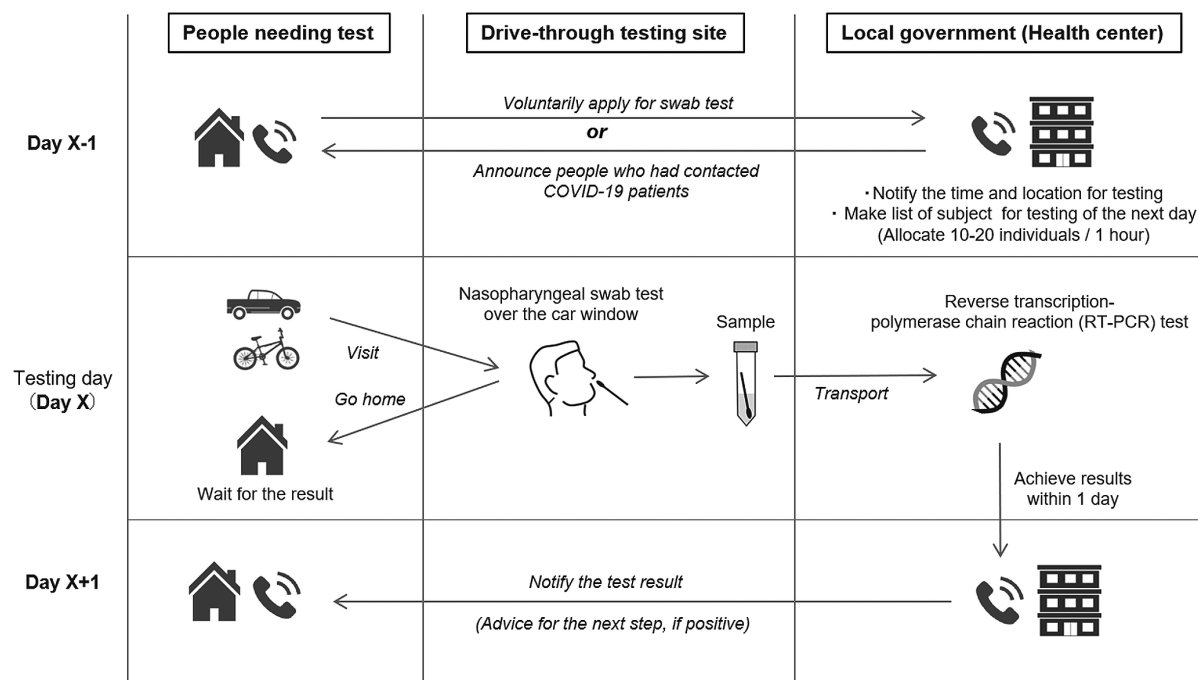 People needing test
Drive-through testing site
Local government (Health center)
Day X-1
Voluntarily apply for swab test
or
Announce people who had contacted
COVID-19 patients
・Notify the time and location for testing
・ Make list of subject for testing of the next day
(Allocate 10-20 individuals / 1 hour)
Testing day
（Day X）
Visit
Go home
Wait for the result
Nasopharyngeal swab test
over the car window
Sample
Transport
Reverse transcription-
polymerase chain reaction (RT-PCR) test
Achieve results
within 1 day
Day X+1
Notify the test result
(Advice for the next step, if positive)